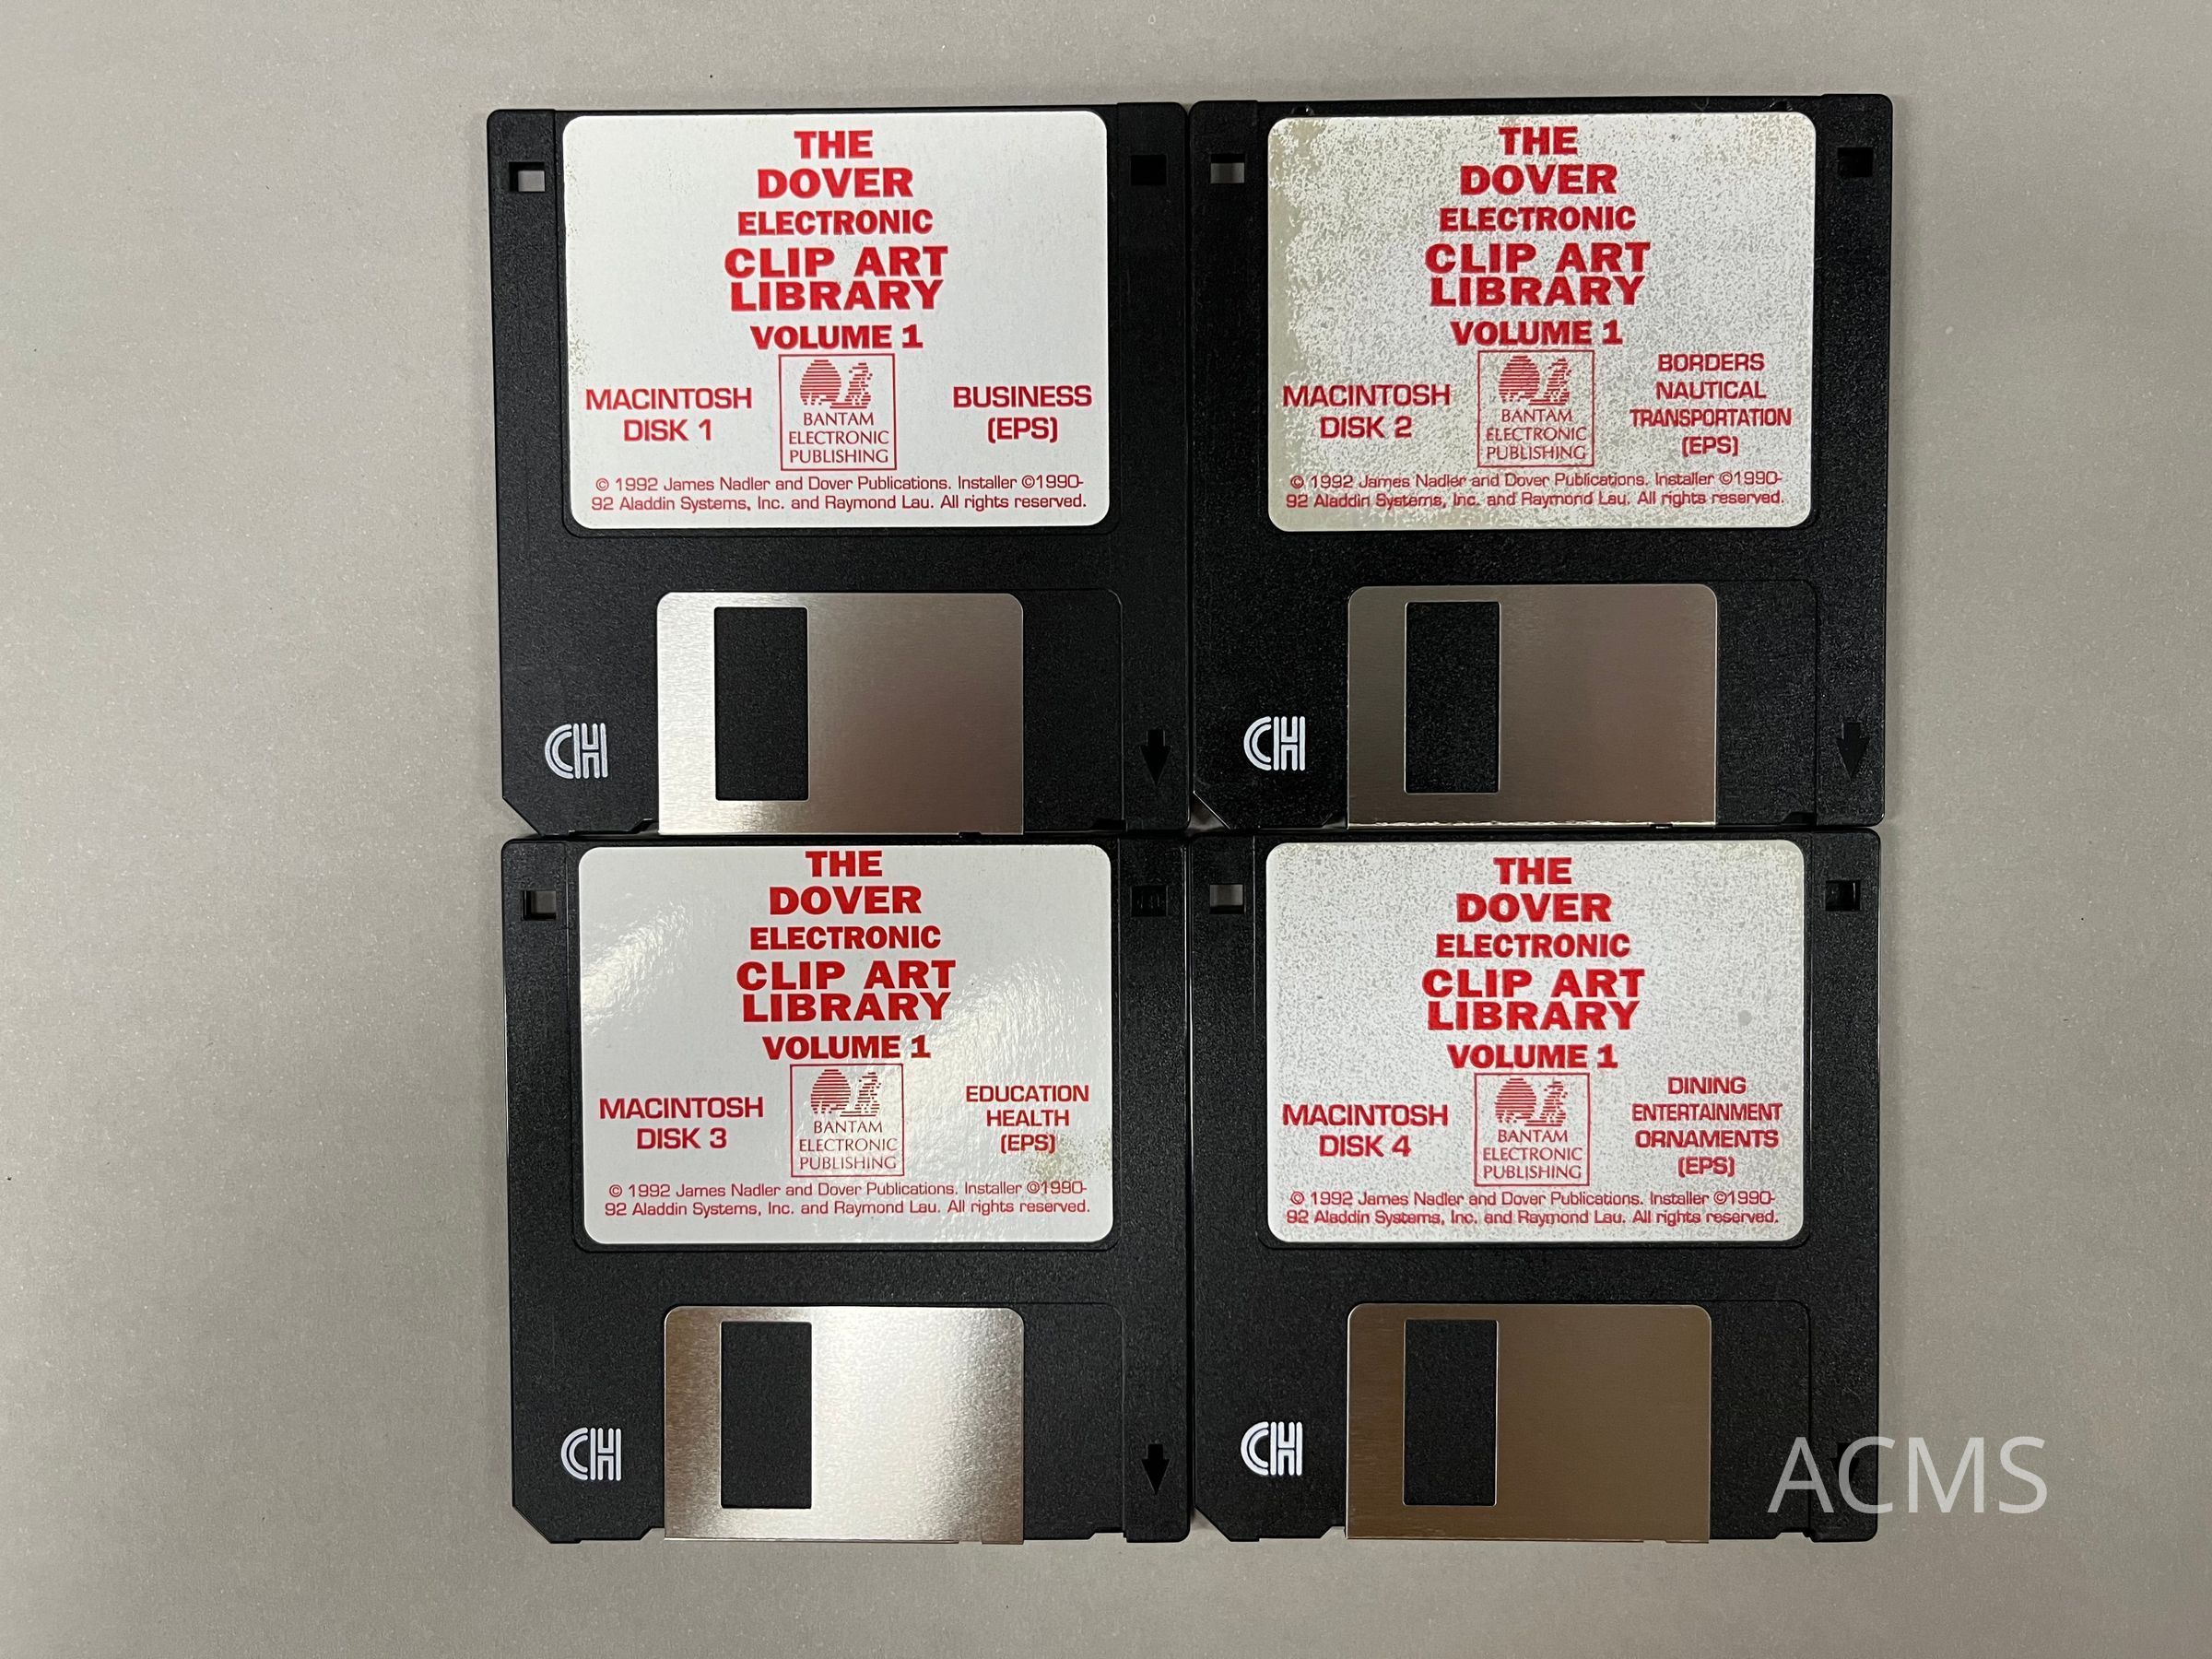 THE
DOVER
ELECTRONIC
CLIP ART
LIBRARY
VOLUME 1
MACINTOSH
DISK 1
BANTAM
ELECTRONIC
PUBLISHING
BUSINESS
(EPS)
© 1992 James Nadler and Dover Publications. Installer ©1990-
92 Aladdin Systems, Inc. and Raymond Lau. All rights reserved.
CH
THE
DOVER
ELECTRONIC
CLIP ART
LIBRARY
VOLUME 1
MACINTOSH
DISK 2
BANTAM
ELECTRONIC
PUBLISHING
BORDERS
NAUTICAL
TRANSPORTATION
(EPS)
© 1992 James Nadler and Dover Publications. Installer ©1990-
92 Aladdin Systems, Inc. and Raymond Lau. All rights reserved.
CH
THE
DOVER
ELECTRONIC
CLIP ART
LIBRARY
VOLUME 1
MACINTOSH
DISK 3
BANTAM
ELECTRONIC
PUBLISHING
EDUCATION
HEALTH
(EPS)
© 1992 James Nadler and Dover Publications. Installer ©1990-
92 Aladdin Systems, Inc. and Raymond Lau. All rights reserved.
CH
THE
DOVER
ELECTRONIC
CLIP ART
LIBRARY
VOLUME 1
MACINTOSH
DISK 4
BANTAM
ELECTRONIC
PUBLISHING
DINING
ENTERTAINMENT
ORNAMENTS
(EPS)
© 1992 James Nadler and Dover Publications. Installer ©1990-
92 Aladdin Systems, Inc. and Raymond Lau. All rights reserved.
CH
ACMS